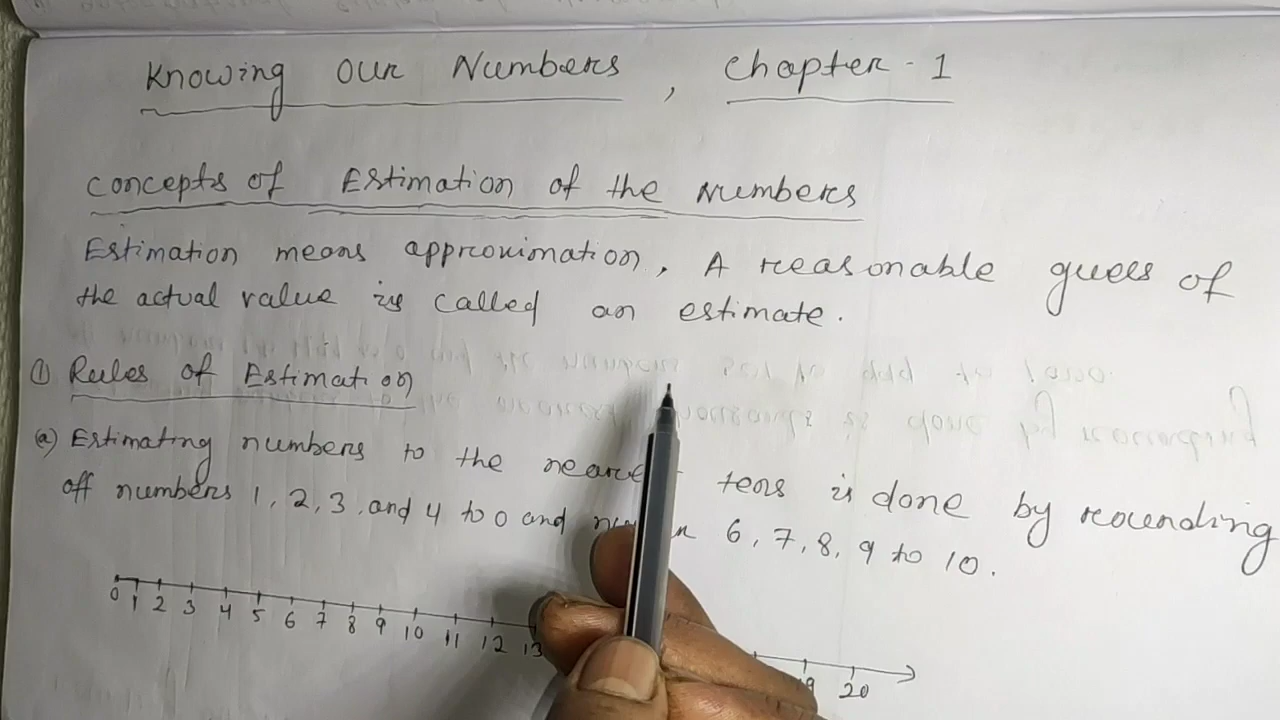 Knowing Our Numbers, Chapter-1
Concepts of Estimation of the Numbers
Estimation means approximation, A reasonable guess of
the actual value is called an estimate.
① Rules of Estimation
(a) Estimating numbers to the tens is done by rounding
off numbers 1, 2, 3, and 4 to 0 and 6, 7, 8, 9 to 10.
0 1 2 3 4 5 6 7 8 9 10 11 12 13 20